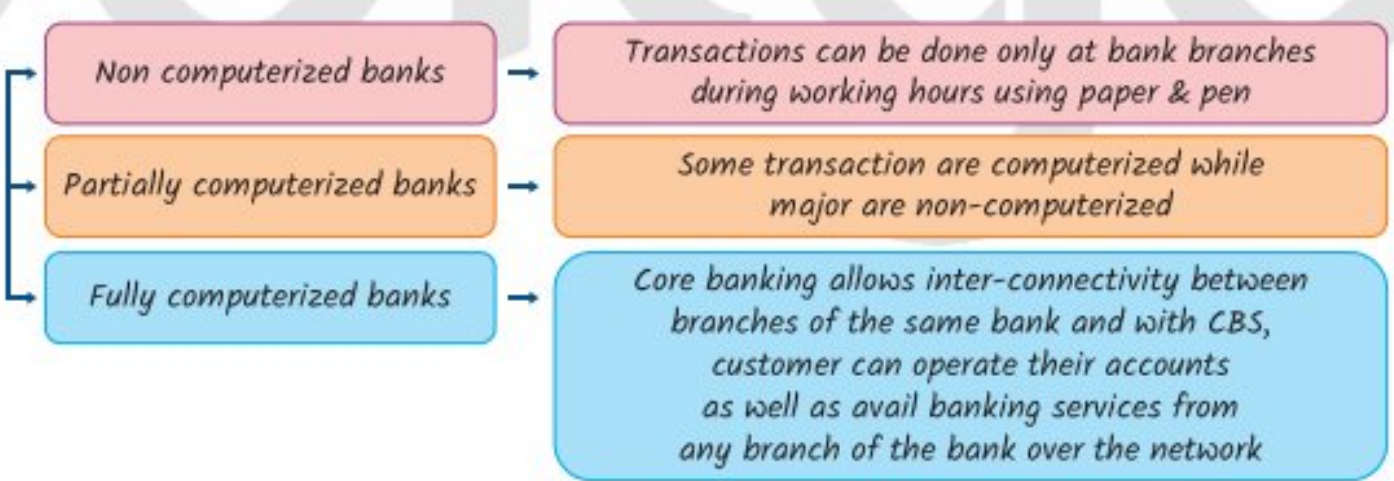 Non computerized banks
Transactions can be done only at bank branches
during working hours using paper & pen
Partially computerized banks
Some transaction are computerized while
major are non-computerized
Fully computerized banks
Core banking allows inter-connectivity between
branches of the same bank and with CBS,
customer can operate their accounts
as well as avail banking services from
any branch of the bank over the network